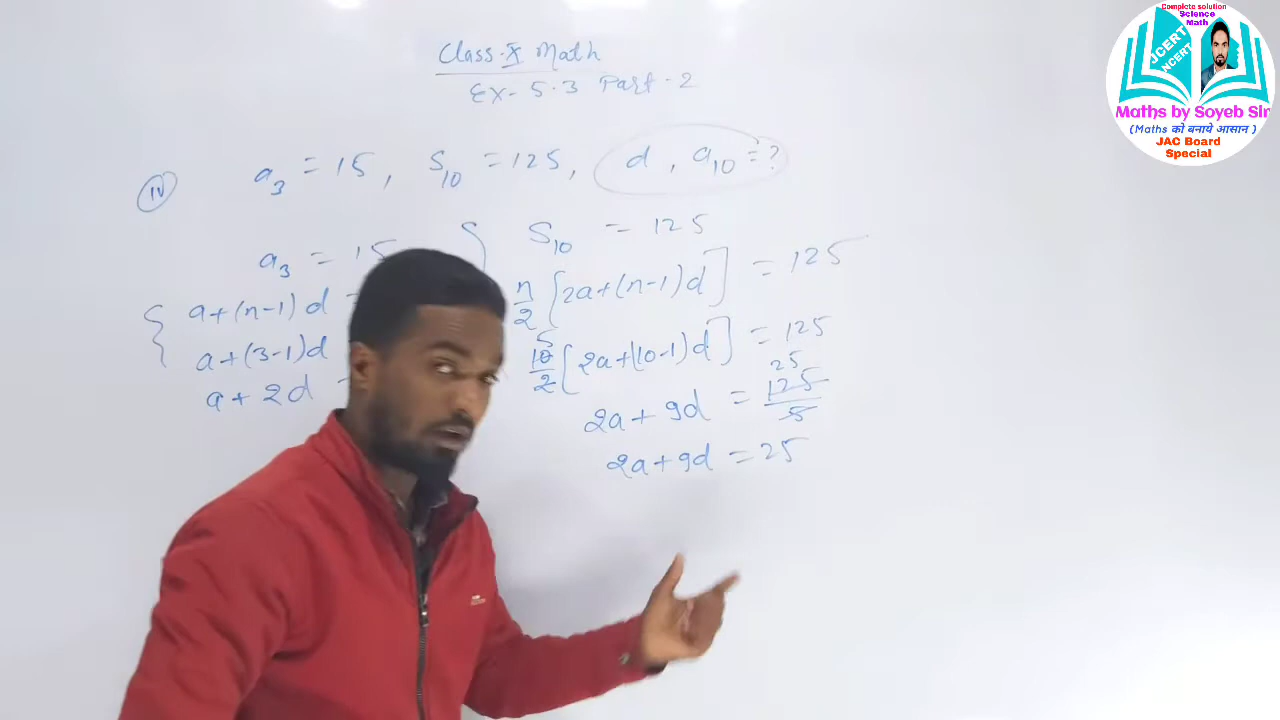 Complete solution
Science
Math
JCERT
NCERT
Maths by Soyeb Sir
(Maths को बनाये आसान )
JAC Board
Special
Class-X Math
EX-5.3 Part-2
(iv) a₃ = 15, S₁₀ = 125, d, a₁₀ = ?
a₃ = 15
a+(n-1)d =
a+(3-1)d
a+2d
S₁₀ = 125
n/2 [2a+(n-1)d] = 125
10/2 [2a+(10-1)d] = 125
5
2a+9d = 125/5
25
2a+9d = 25